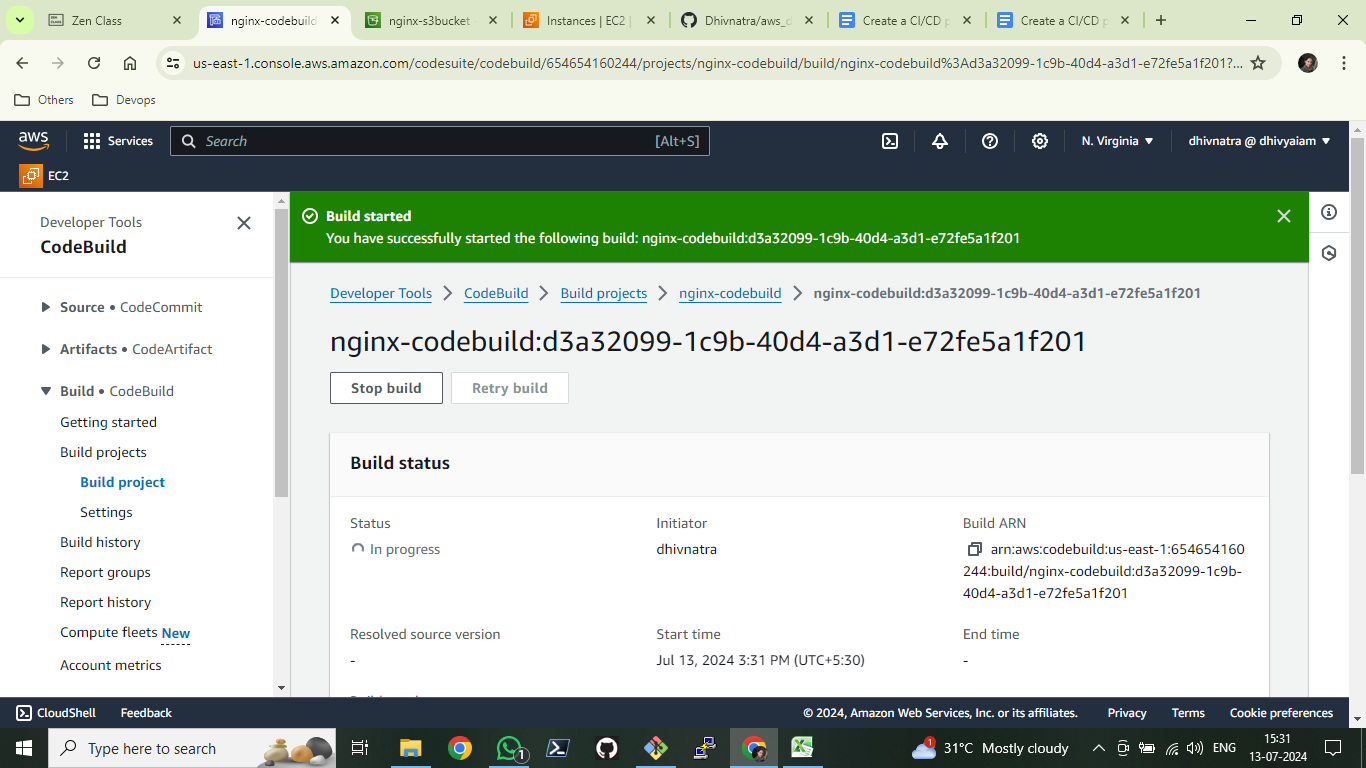 Zen Class
nginx-codebuild
nginx-s3bucket
Instances | EC2 |
Dhivnatra/aws_d
Create a CI/CD p
Create a CI/CD p
us-east-1.console.aws.amazon.com/codesuite/codebuild/654654160244/projects/nginx-codebuild/build/nginx-codebuild%3Ad3a32099-1c9b-40d4-a3d1-e72fe5a1f201?...
Others
Devops
aws
Services
Search
[Alt+S]
N. Virginia
dhivnatra @ dhivyaiam
EC2
Developer Tools
CodeBuild
Source • CodeCommit
Artifacts • CodeArtifact
Build • CodeBuild
Getting started
Build projects
Build project
Settings
Build history
Report groups
Report history
Compute fleets New
Account metrics
Build started
You have successfully started the following build: nginx-codebuild:d3a32099-1c9b-40d4-a3d1-e72fe5a1f201
Developer Tools > CodeBuild > Build projects > nginx-codebuild > nginx-codebuild:d3a32099-1c9b-40d4-a3d1-e72fe5a1f201
nginx-codebuild:d3a32099-1c9b-40d4-a3d1-e72fe5a1f201
Stop build
Retry build
Build status
Status
In progress
Initiator
dhivnatra
Build ARN
arn:aws:codebuild:us-east-1:654654160
244:build/nginx-codebuild:d3a32099-1c9b-
40d4-a3d1-e72fe5a1f201
Resolved source version
-
Start time
Jul 13, 2024 3:31 PM (UTC+5:30)
End time
-
CloudShell
Feedback
© 2024, Amazon Web Services, Inc. or its affiliates.
Privacy
Terms
Cookie preferences
Type here to search
1
1
31°C Mostly cloudy
ENG
15:31
13-07-2024